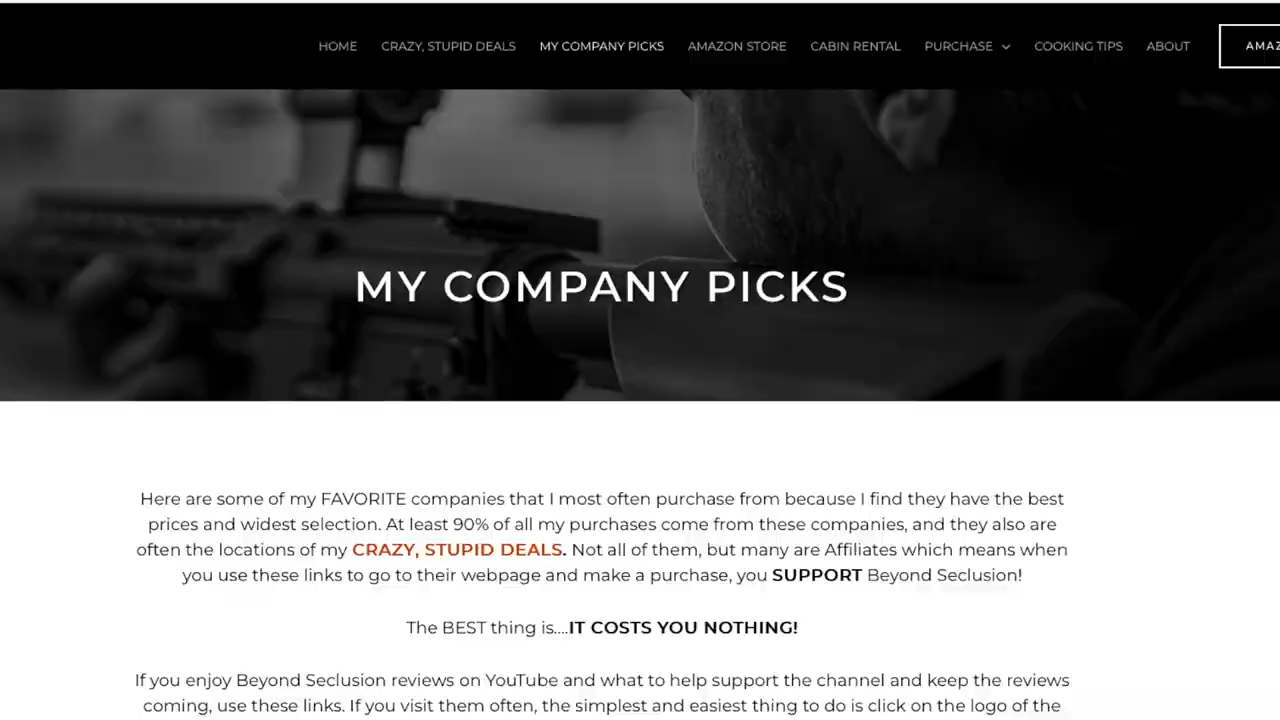 HOME CRAZY, STUPID DEALS MY COMPANY PICKS AMAZON STORE CABIN RENTAL PURCHASE COOKING TIPS ABOUT AMAZ
MY COMPANY PICKS
Here are some of my FAVORITE companies that I most often purchase from because I find they have the best
prices and widest selection. At least 90% of all my purchases come from these companies, and they also are
often the locations of my CRAZY, STUPID DEALS. Not all of them, but many are Affiliates which means when
you use these links to go to their webpage and make a purchase, you SUPPORT Beyond Seclusion!
The BEST thing is....IT COSTS YOU NOTHING!
If you enjoy Beyond Seclusion reviews on YouTube and what to help support the channel and keep the reviews
coming, use these links. If you visit them often, the simplest and easiest thing to do is click on the logo of the